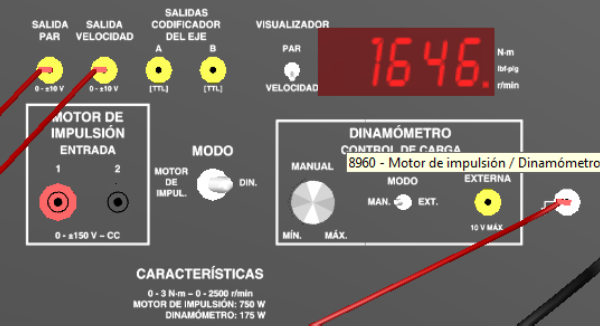 SALIDA PAR
SALIDA VELOCIDAD
SALIDAS CODIFICADOR DEL EJE
A
B
0 - ±10 V
0 - ±10 V
[TTL]
[TTL]
VISUALIZADOR
PAR
VELOCIDAD
1646.
N·m
lbf·plg
r/min
MOTOR DE IMPULSIÓN
ENTRADA
1
2
0 - ±150 V – CC
MODO
MOTOR DE IMPUL.
DIN.
DINAMÓMETRO
CONTROL DE CARGA
8960 - Motor de impulsión / Dinamómetro
MANUAL
MÍN.
MÁX.
MODO
MAN.
EXT.
EXTERNA
10 V MÁX
CARACTERÍSTICAS
0 - 3 N·m – 0 - 2500 r/min
MOTOR DE IMPULSIÓN: 750 W
DINAMÓMETRO: 175 W